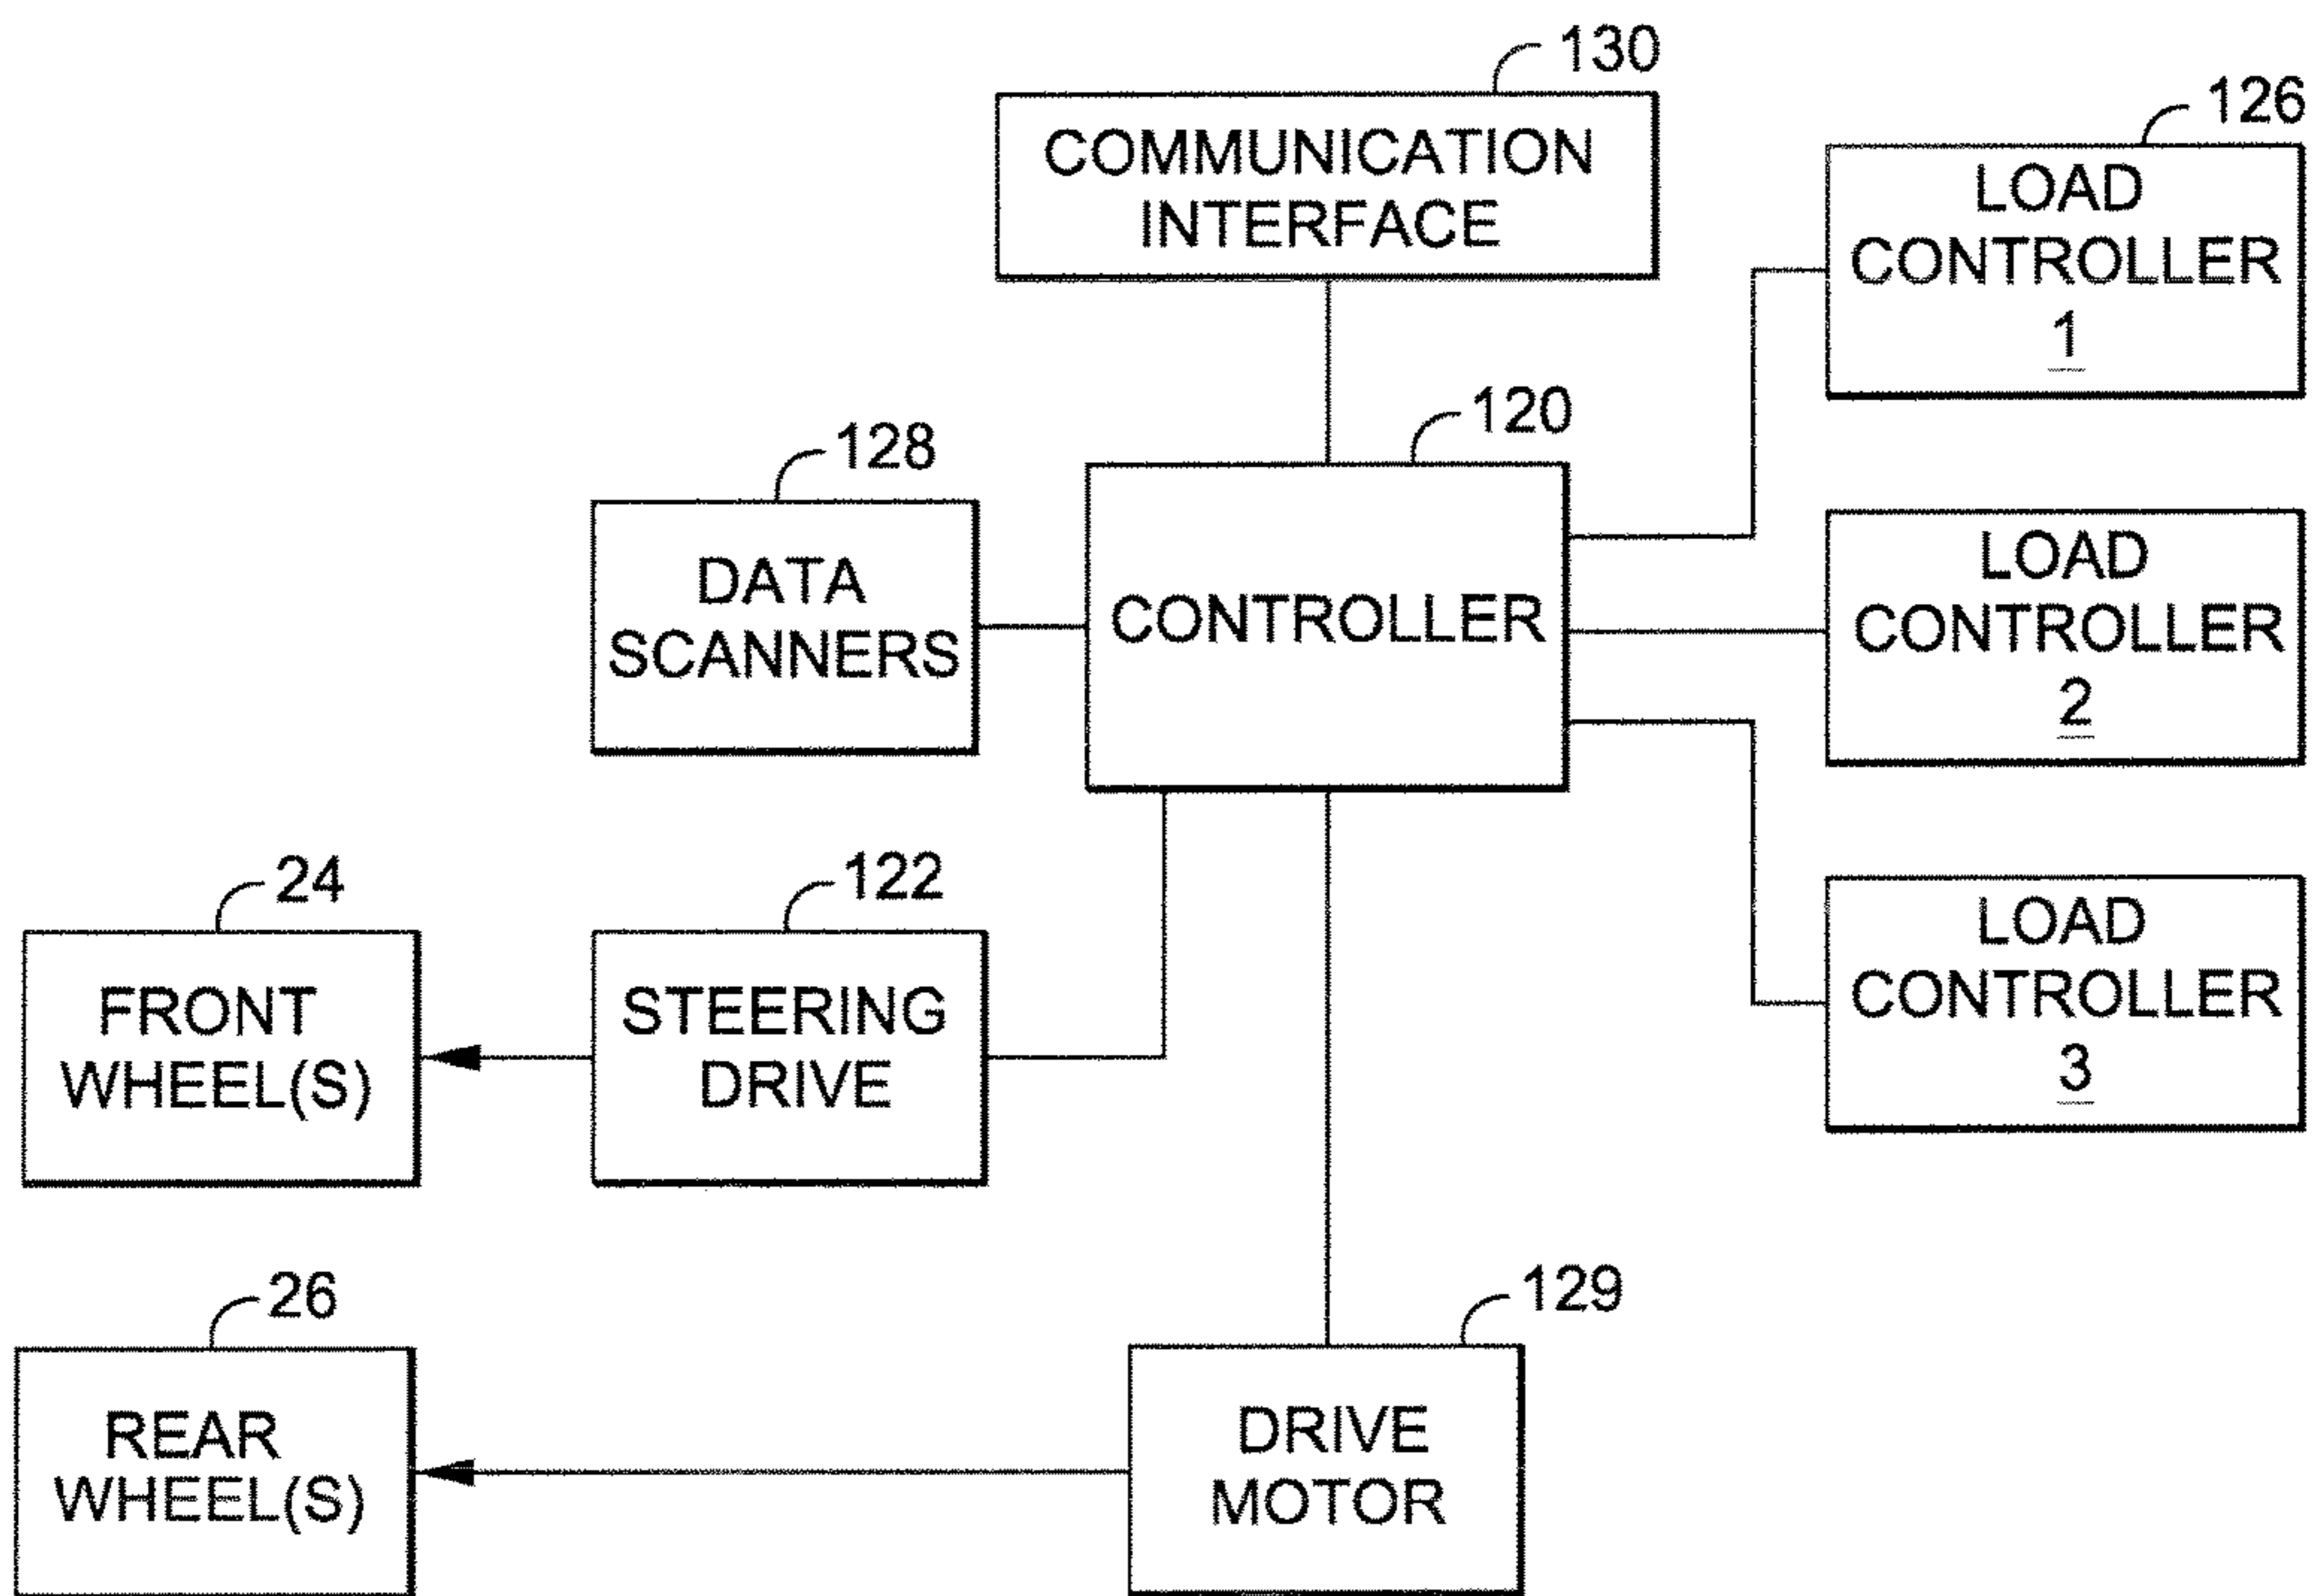 130
COMMUNICATION
INTERFACE
126
LOAD
CONTROLLER
1
128
DATA
SCANNERS
120
CONTROLLER
LOAD
CONTROLLER
2
24
FRONT
WHEEL(S)
122
STEERING
DRIVE
LOAD
CONTROLLER
3
26
REAR
WHEEL(S)
129
DRIVE
MOTOR